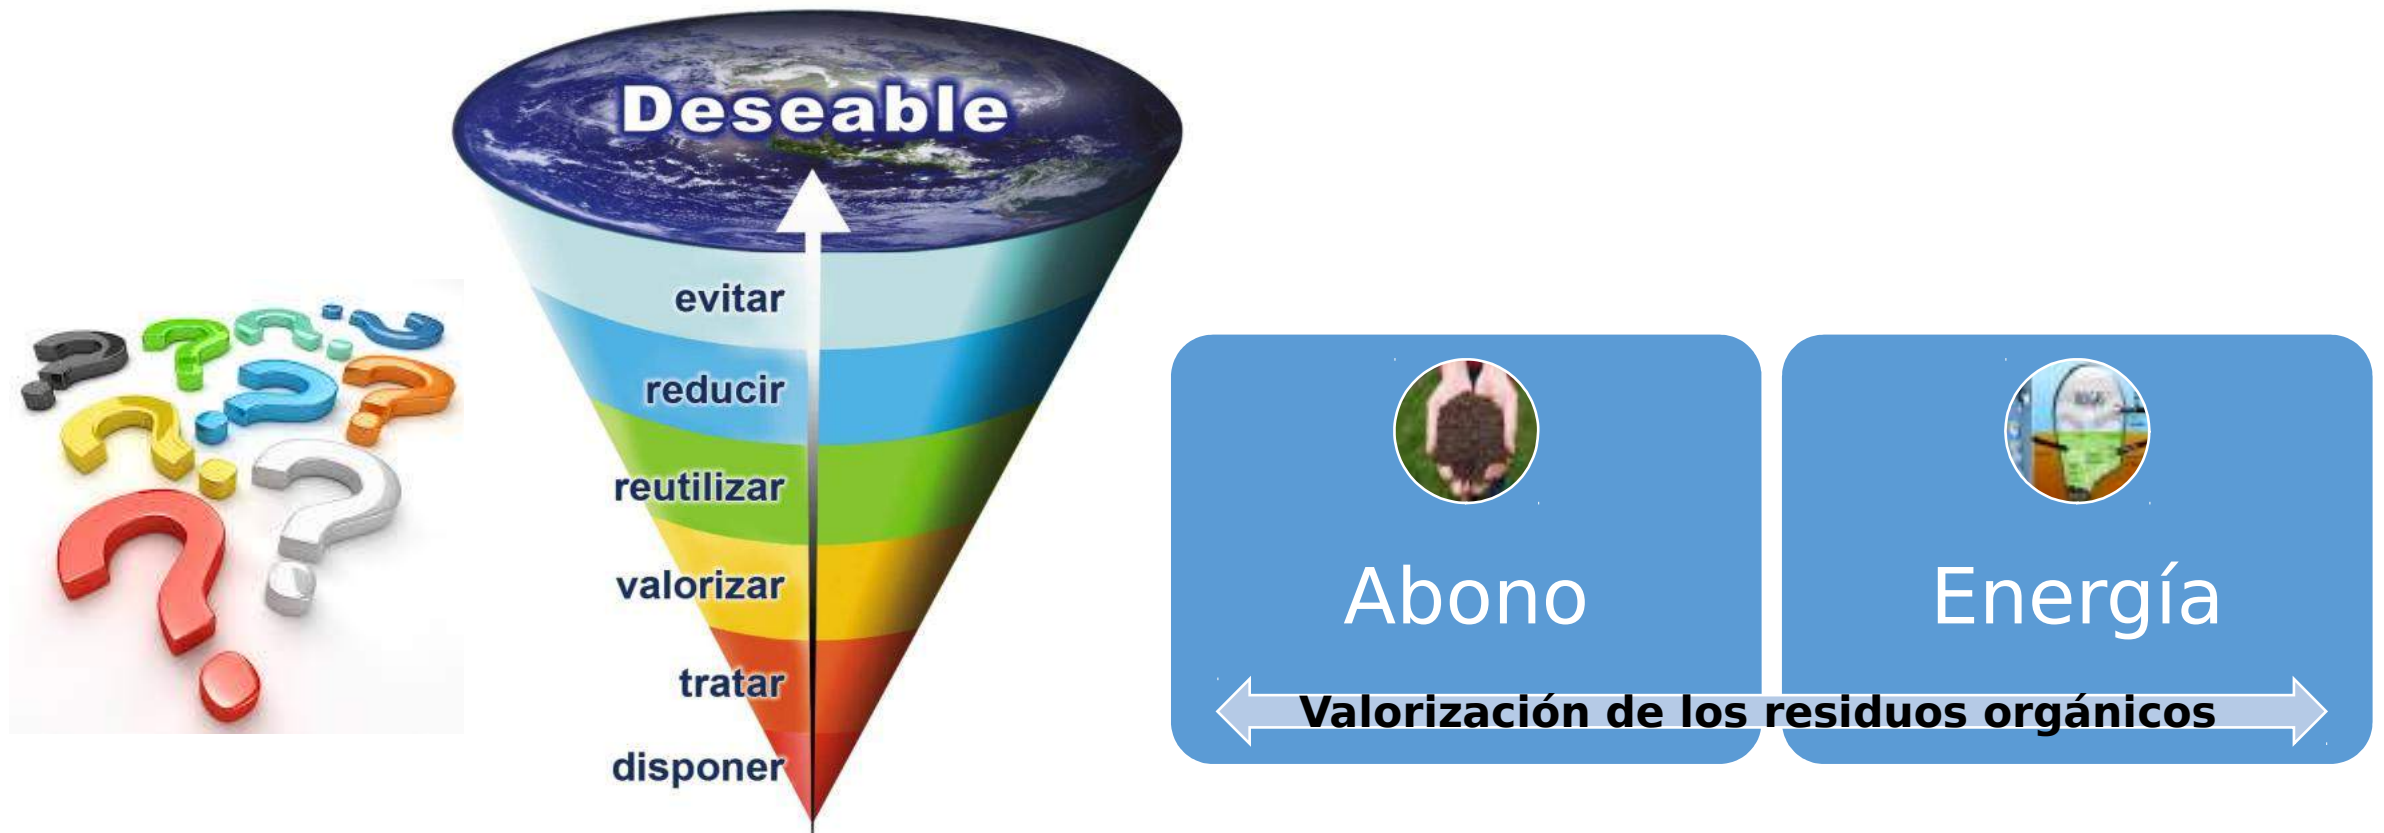 Deseable
evitar
reducir
reutilizar
valorizar
tratar
disponer
Abono
Energía
Valorización de los residuos orgánicos